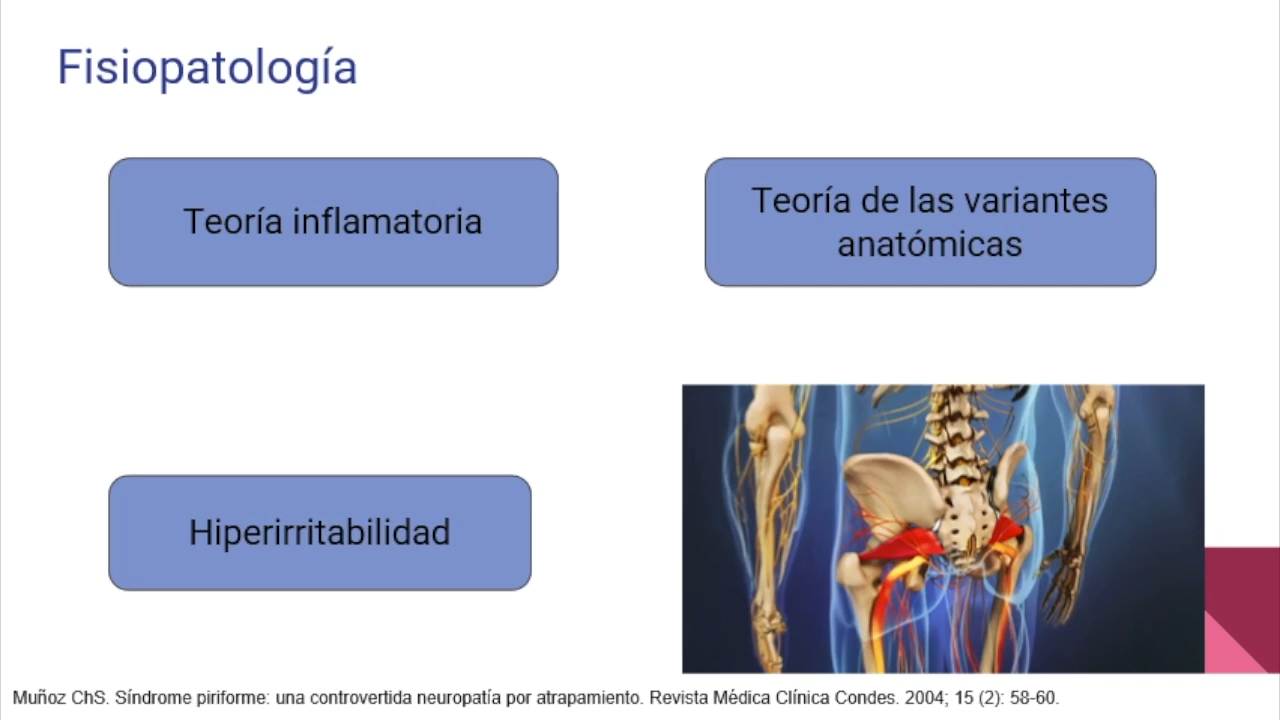 Fisiopatología
Teoría inflamatoria
Teoría de las variantes
anatómicas
Hiperirritabilidad
Muñoz ChS. Síndrome piriforme: una controvertida neuropatía por atrapamiento. Revista Médica Clínica Condes. 2004; 15 (2): 58-60.